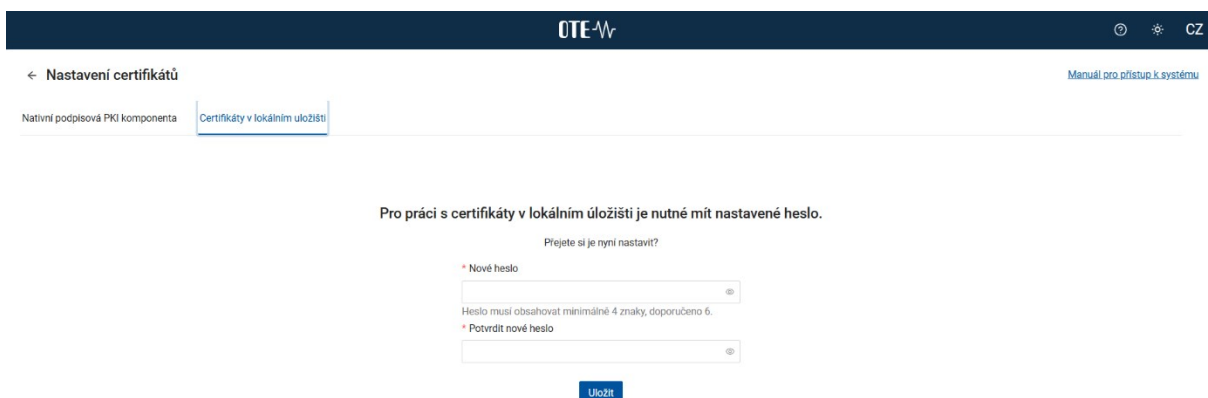 OTE
CZ
← Nastavení certifikátů
Manuál pro přístup k systému
Nativní podpisová PKI komponenta
Certifikáty v lokálním uložišti
Pro práci s certifikáty v lokálním úložišti je nutné mít nastavené heslo.
Přejete si je nyní nastavit?
* Nové heslo
Heslo musí obsahovat minimálně 4 znaky, doporučeno 6.
* Potvrdit nové heslo
Uložit